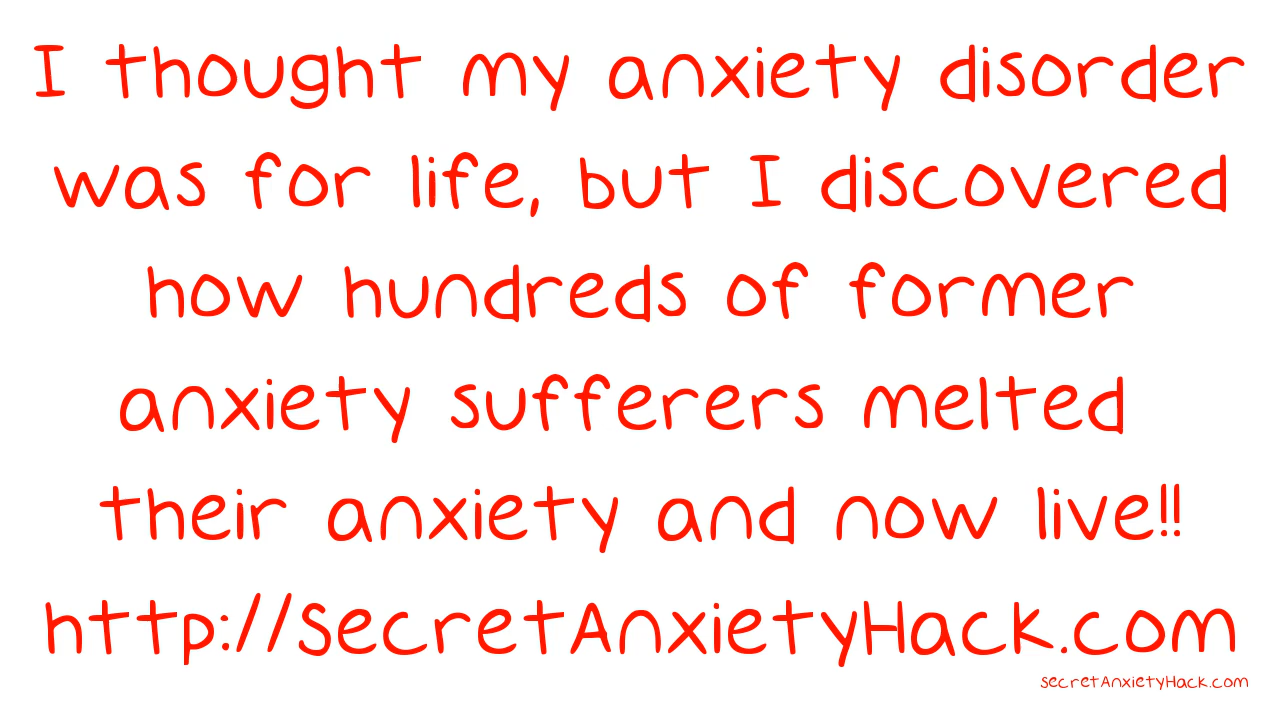 I thought my anxiety disorder
was for life, but I discovered
how hundreds of former
anxiety sufferers melted
their anxiety and now live!!
http://SecretAnxietyHack.com
SecretAnxietyHack.com